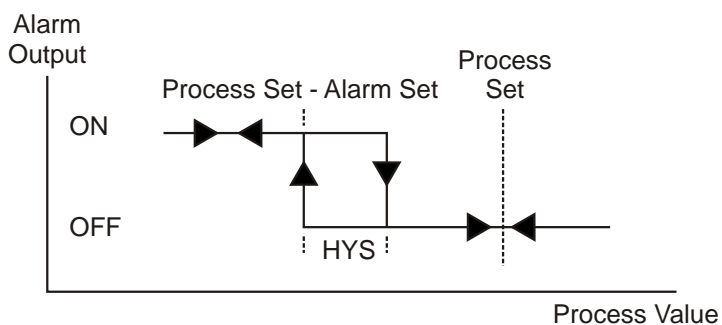 Alarm
Output
Process
Set
Process Set - Alarm Set
ON
OFF
HYS
Process Value